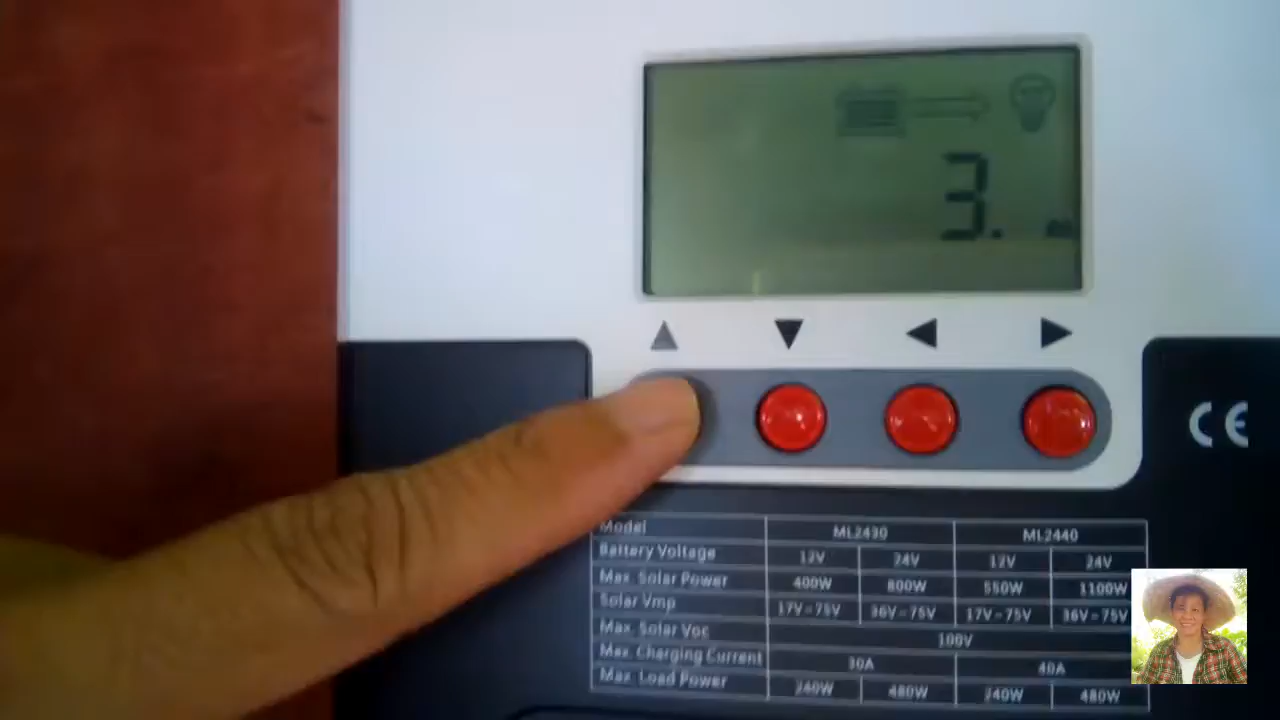 3.
▲ ▼ ◀ ▶
CE
Model ML2430 ML2440
Battery Voltage 12V 24V 12V 24V
Max. Solar Power 400W 800W 550W 1100W
Solar Vmp 17V~75V 36V~75V 17V~75V 36V~75V
Max. Solar Voc 100V
Max. Charging Current 30A 40A
Max. Load Power 240W 480W 240W 480W